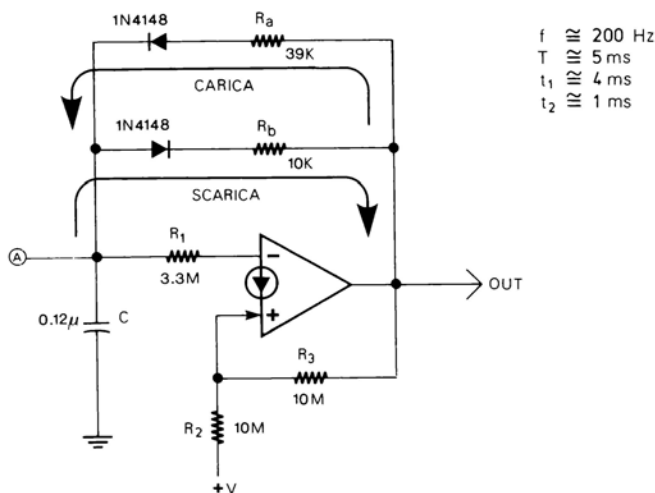 1N4148
Ra
39K
CARICA
1N4148
Rb
10K
SCARICA
A
R1
3.3M
−
+
OUT
0.12µ C
R3
10M
R2 10M
+V
f ≅ 200 Hz
T ≅ 5 ms
t1 ≅ 4 ms
t2 ≅ 1 ms